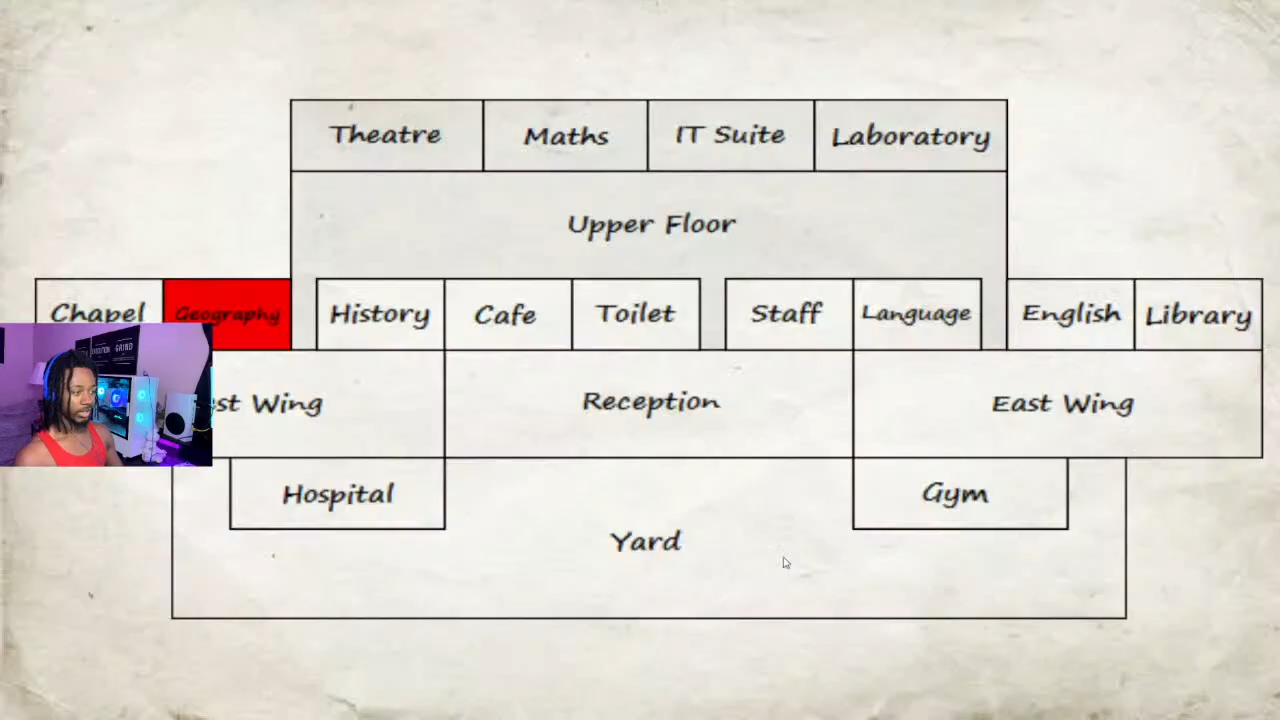 Theatre
Maths
IT Suite
Laboratory
Upper Floor
Chapel
Geography
History
Cafe
Toilet
Staff
Language
English
Library
Wing
Reception
East Wing
Hospital
Gym
Yard
GRIND